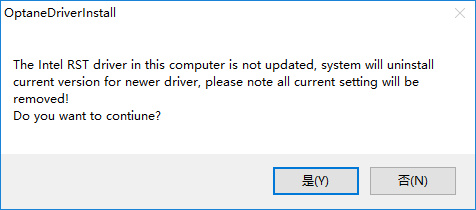 OptaneDriverInstall
The Intel RST driver in this computer is not updated, system will uninstall
current version for newer driver, please note all current setting will be
removed!
Do you want to contiune?
是(Y)
否(N)